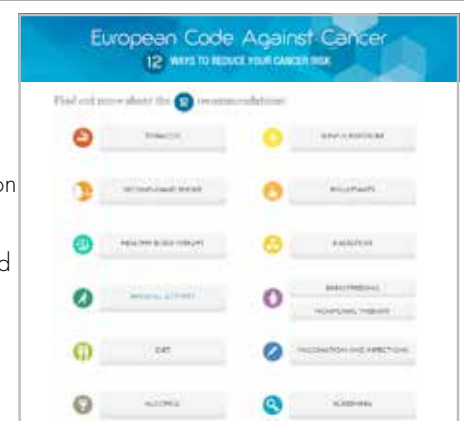 on
d
European Code Against Cancer
12 WAYS TO REDUCE YOUR CANCER RISK
Find out more about the 12 recommendations:
TOBACCO
SUN/UV EXPOSURE
SECOND-HAND SMOKE
POLLUTANTS
HEALTHY BODY WEIGHT
RADIATION
PHYSICAL ACTIVITY
BREASTFEEDING
HORMONAL THERAPY
DIET
VACCINATION AND INFECTIONS
ALCOHOL
SCREENING